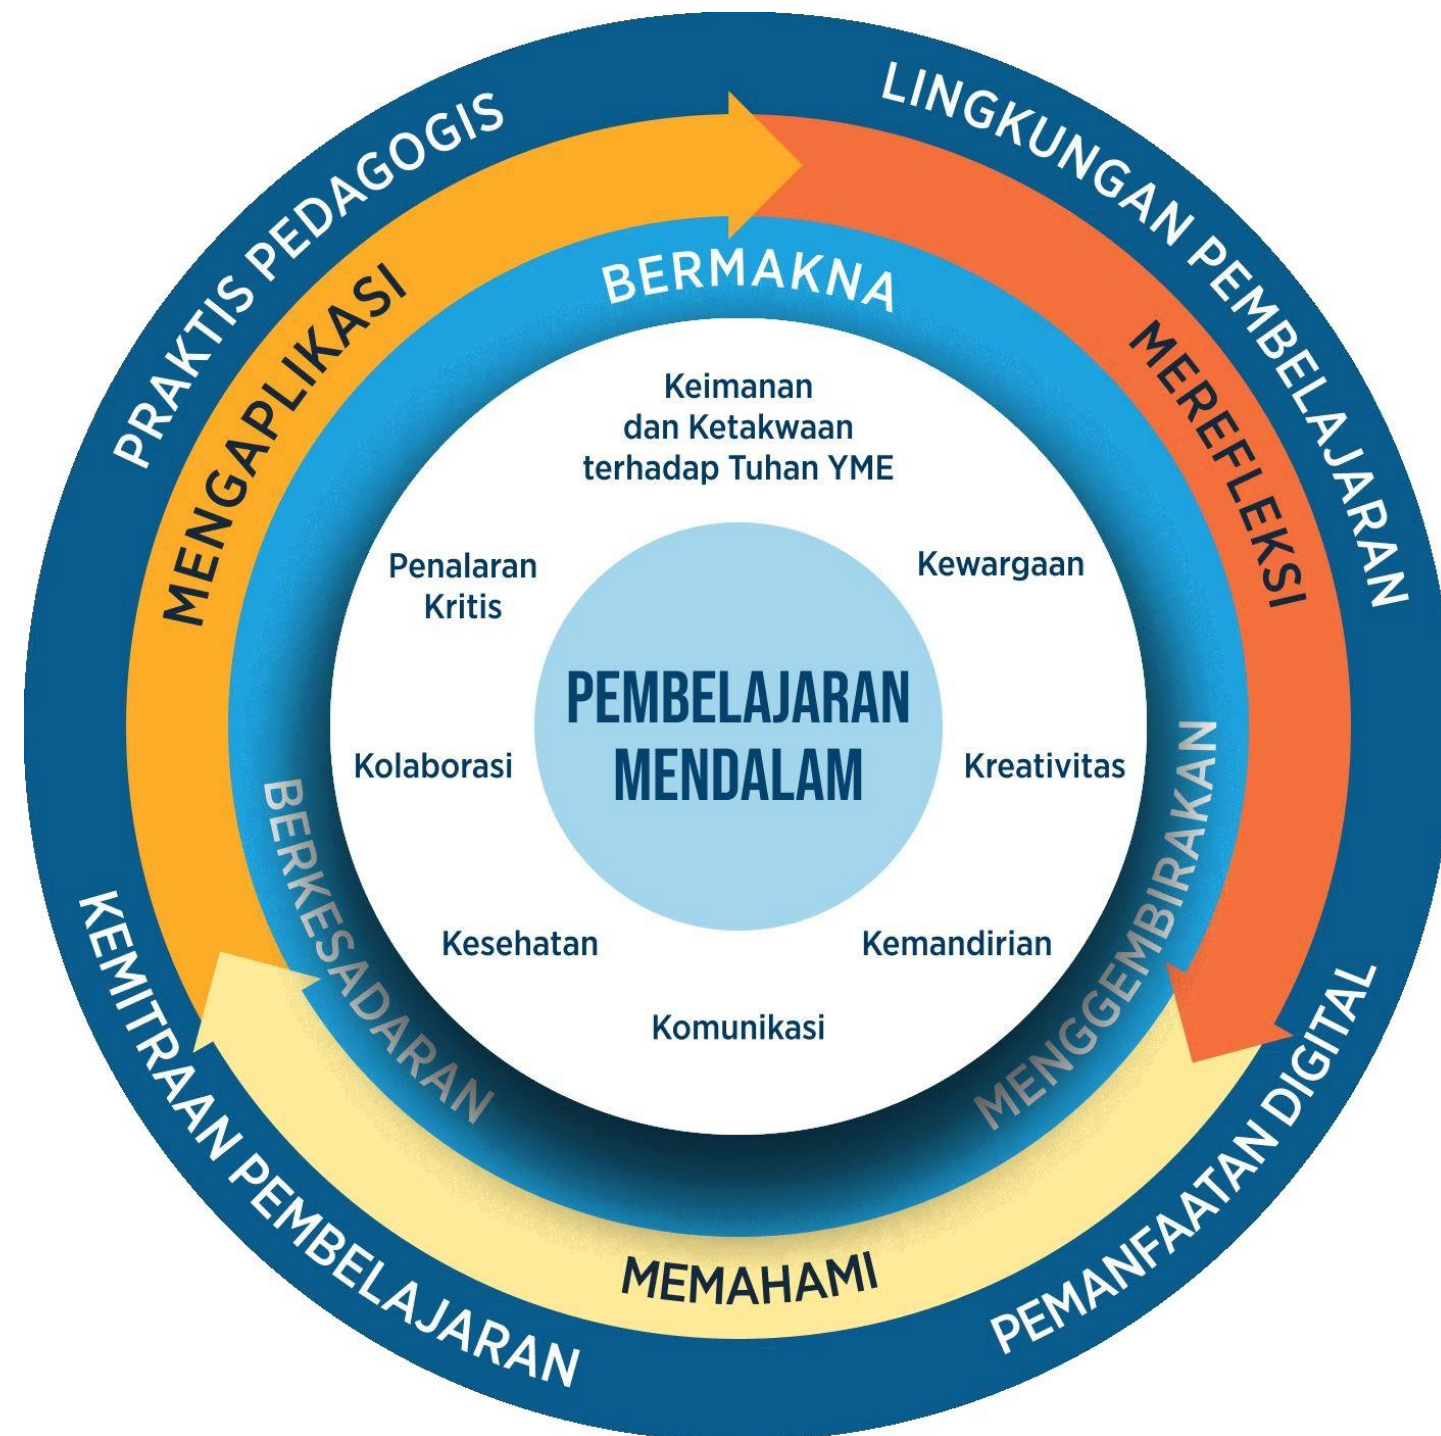 PRAKTIS PEDAGOGIS
LINGKUNGAN PEMBELAJARAN
PEMANFAATAN DIGITAL
KEMITRAAN PEMBELAJARAN
MENGAPLIKASI
MEREFLEKSI
MEMAHAMI
BERMAKNA
MENGGEMBIRAKAN
BERKESADARAN
Keimanan
dan Ketakwaan
terhadap Tuhan YME
Kewargaan
Kreativitas
Kemandirian
Komunikasi
Kesehatan
Kolaborasi
Penalaran
Kritis
PEMBELAJARAN
MENDALAM